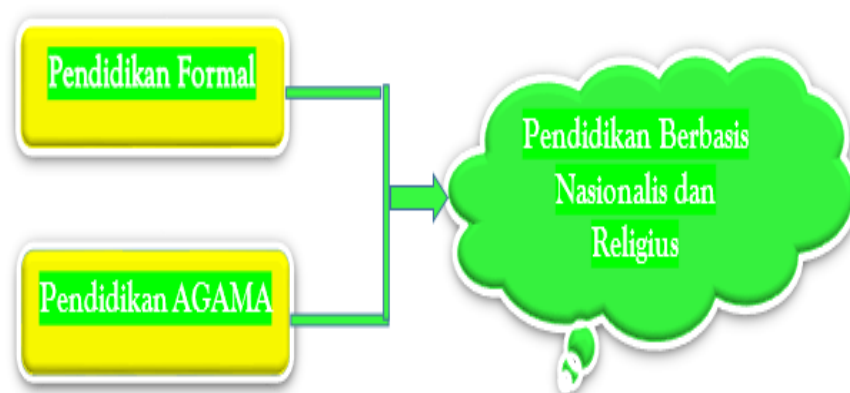 Pendidikan Formal
Pendidikan AGAMA
Pendidikan Berbasis
Nasionalis dan
Religius